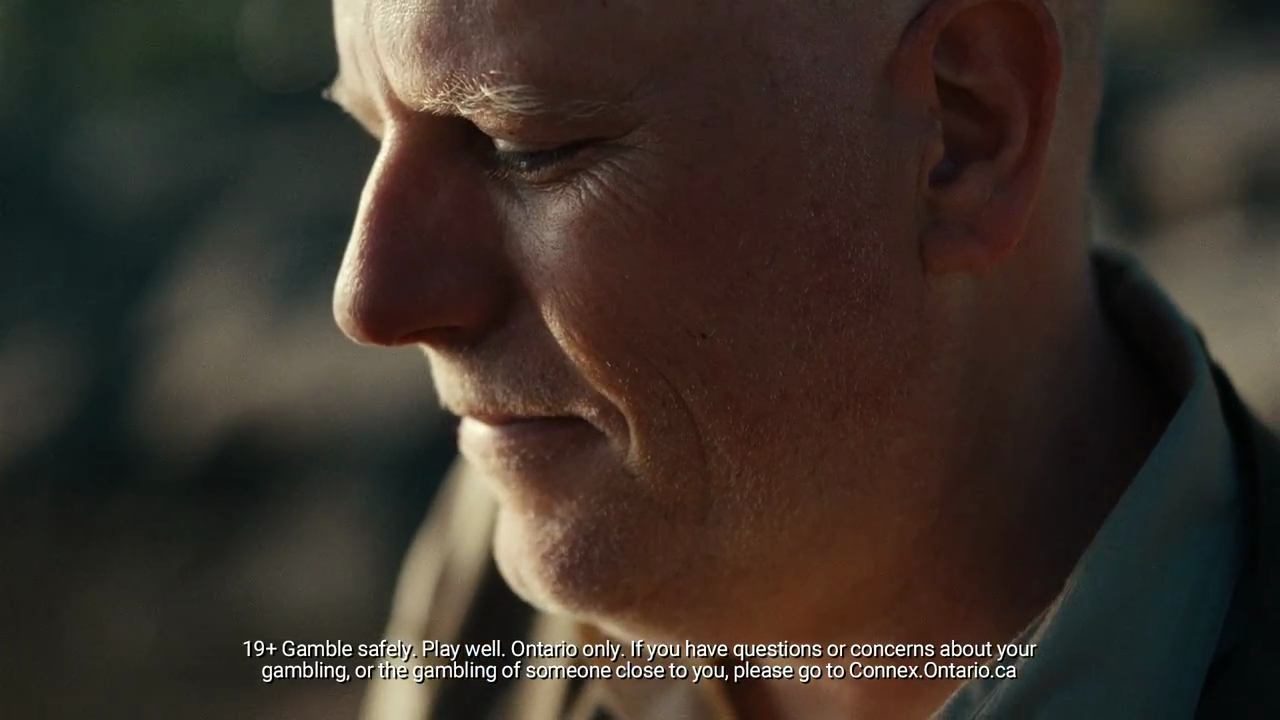 19+ Gamble safely. Play well. Ontario only. If you have questions or concerns about your
gambling, or the gambling of someone close to you, please go to Connex.Ontario.ca